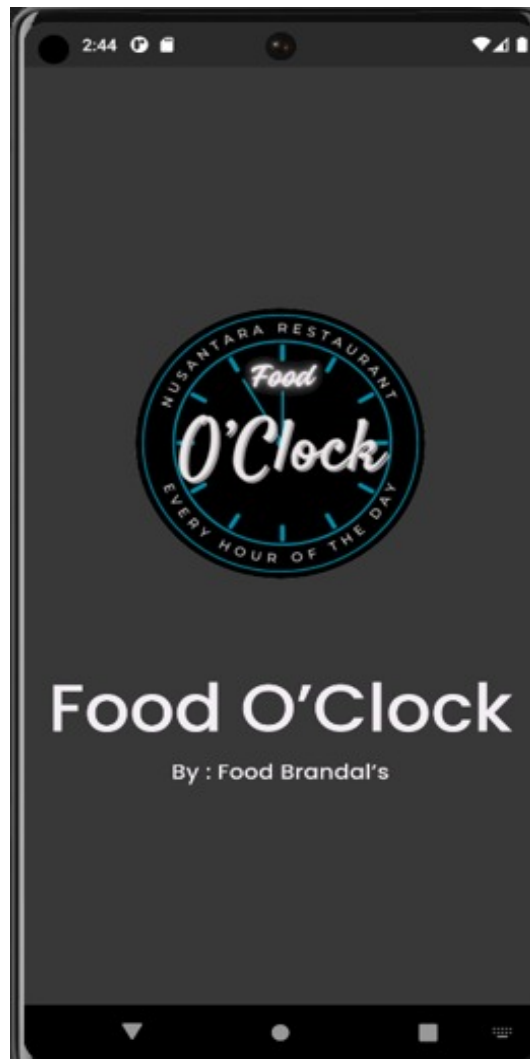 2:44
NUSANTARA RESTAURANT
Food
O'Clock
EVERY HOUR OF THE DAY
Food O'Clock
By : Food Brandal's